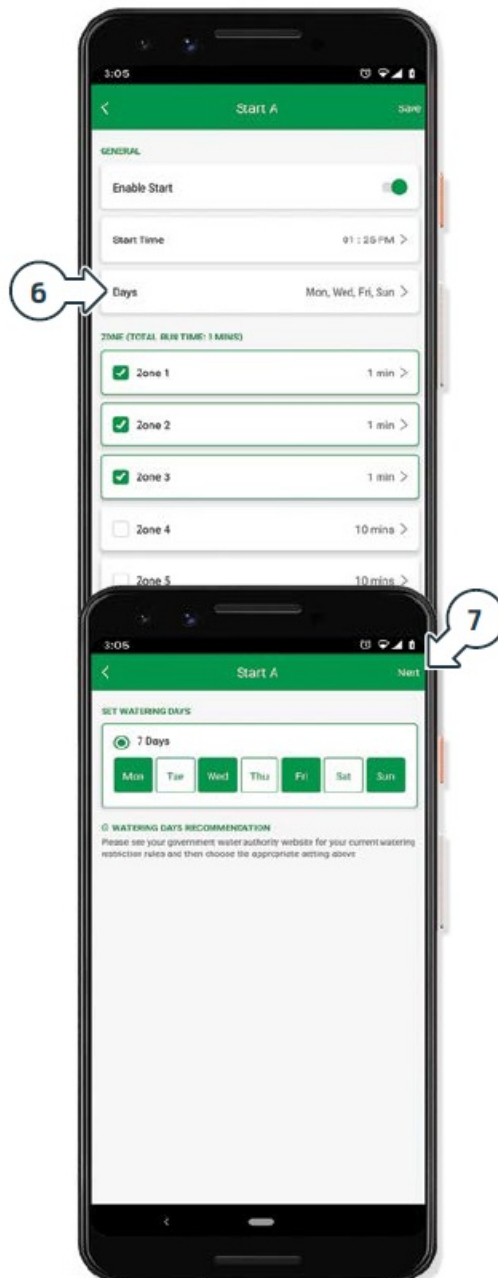 3:05
Start A
Save
GENERAL
Enable Start
Start Time
01 : 25 PM
6
Days
Mon, Wed, Fri, Sun
ZONE (TOTAL RUN TIME: 3 MINS)
Zone 1
1 min
Zone 2
1 min
Zone 3
1 min
Zone 4
10 mins
Zone 5
10 mins
7
3:05
Start A
Next
SET WATERING DAYS
7 Days
Mon Tue Wed Thu Fri Sat Sun
WATERING DAYS RECOMMENDATION
Please see your government water authority website for your current watering
restriction rules and then choose the appropriate setting above